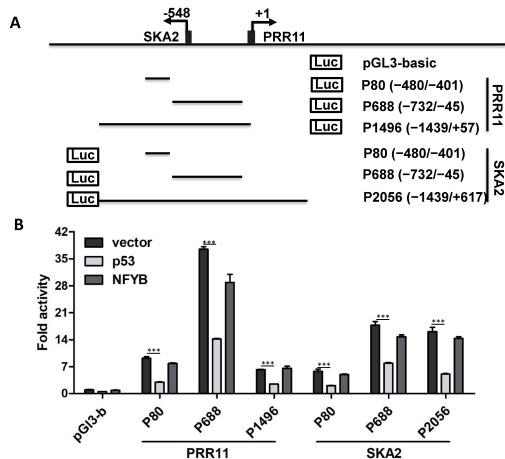 A
-548
+1
SKA2
PRR11
Luc
pGL3-basic
Luc
P80 (−480/−401)
Luc
P688 (−732/−45)
Luc
P1496 (−1439/+57)
PRR11
Luc
P80 (−480/−401)
Luc
P688 (−732/−45)
Luc
P2056 (−1439/+617)
SKA2
B
Fold activity
42
35
28
21
14
7
0
vector
p53
NFYB
***
***
***
***
***
***
pGl3-b
P80
P688
P1496
P80
P688
P2056
PRR11
SKA2